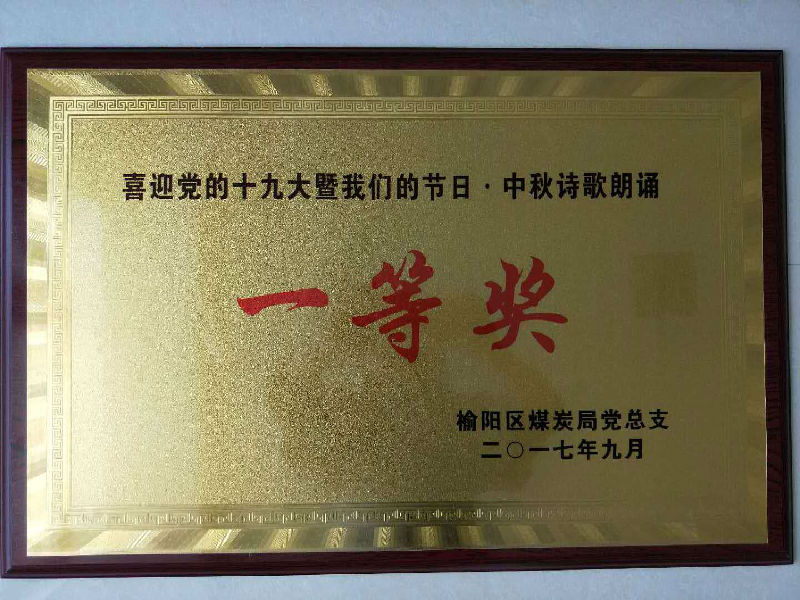 喜迎党的十九大暨我们的节日·中秋诗歌朗诵
一等奖
榆阳区煤炭局党总支
二〇一七年九月